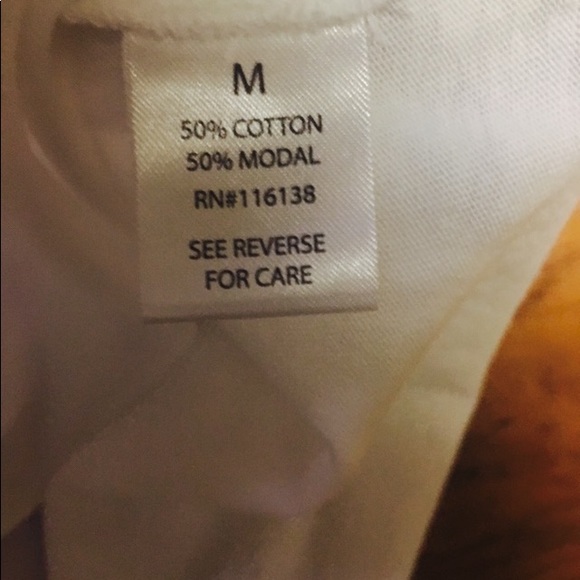 M
50% COTTON
50% MODAL
RN#116138
SEE REVERSE
FOR CARE